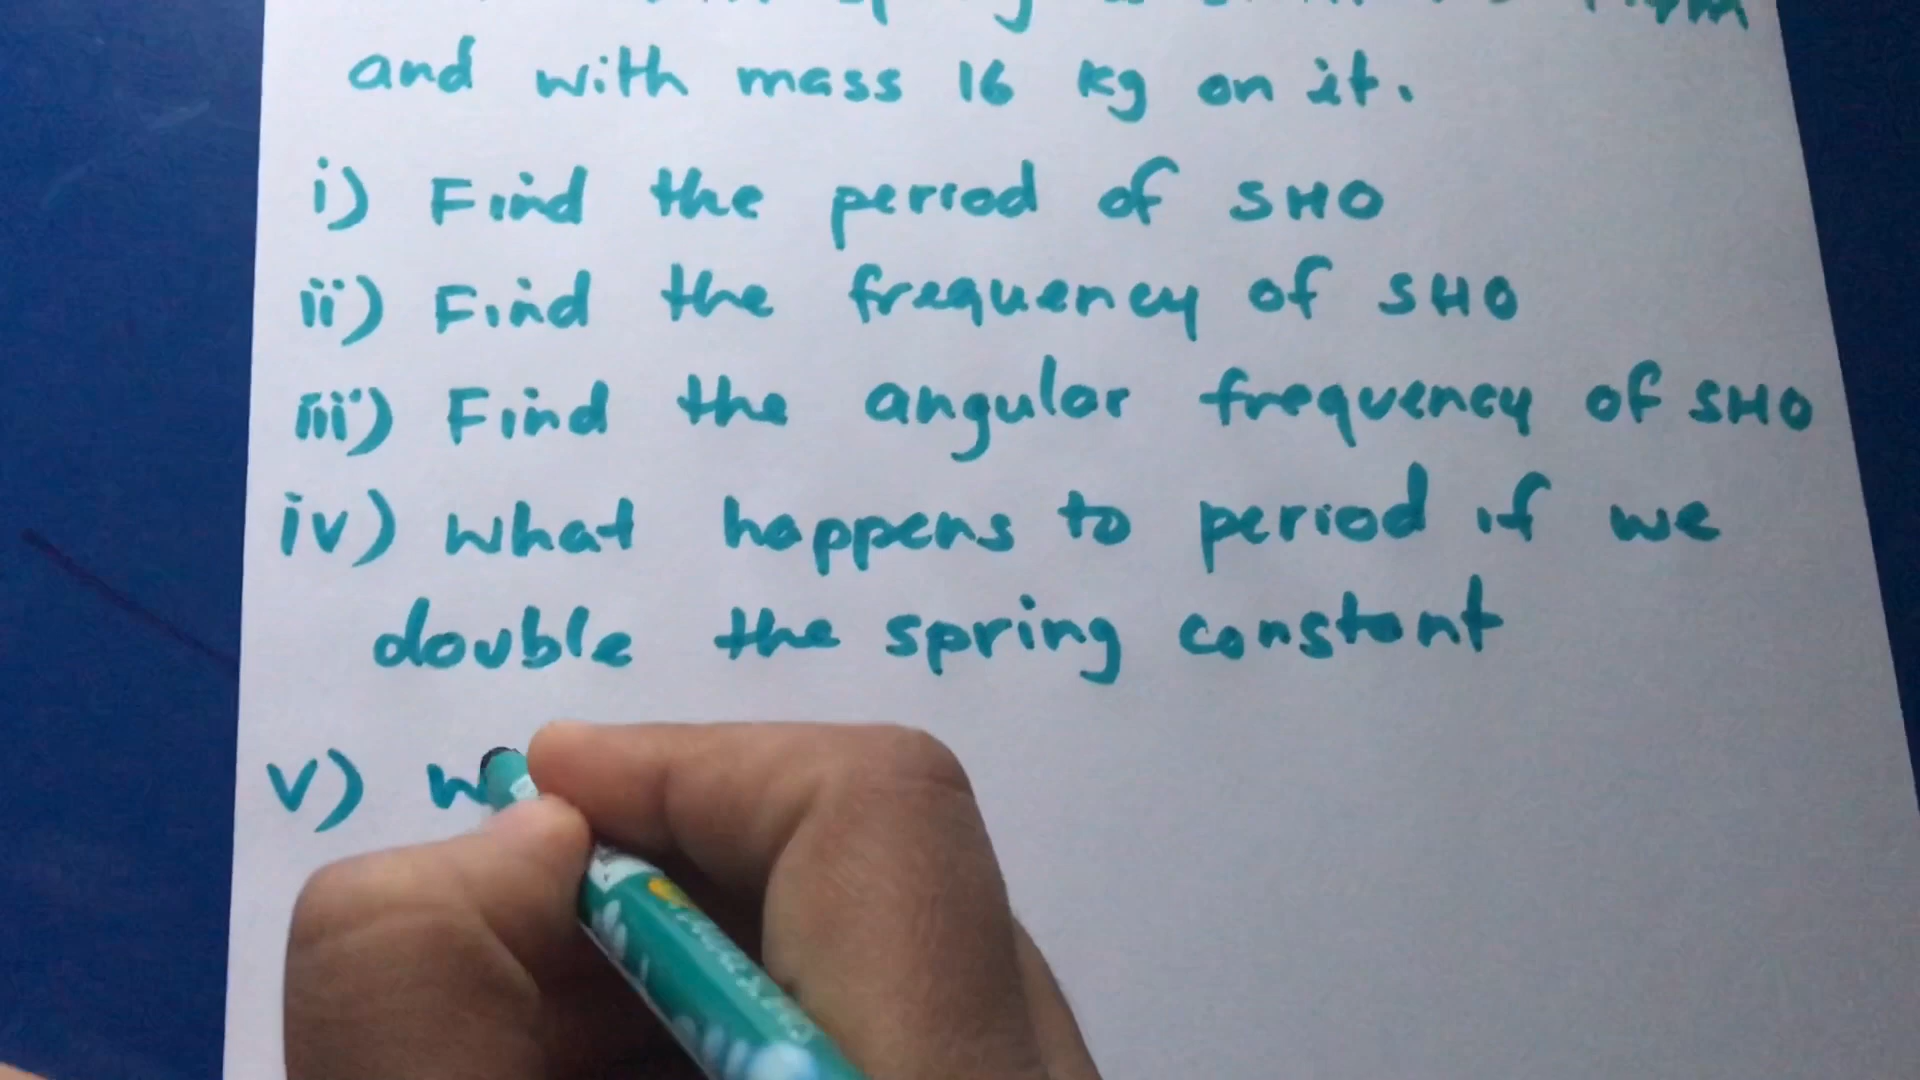 and with mass 16 kg on it.
i) Find the period of SHO
ii) Find the frequency of SHO
iii) Find the angular frequency of SHO
iv) what happens to period if we
double the spring constant
v) w